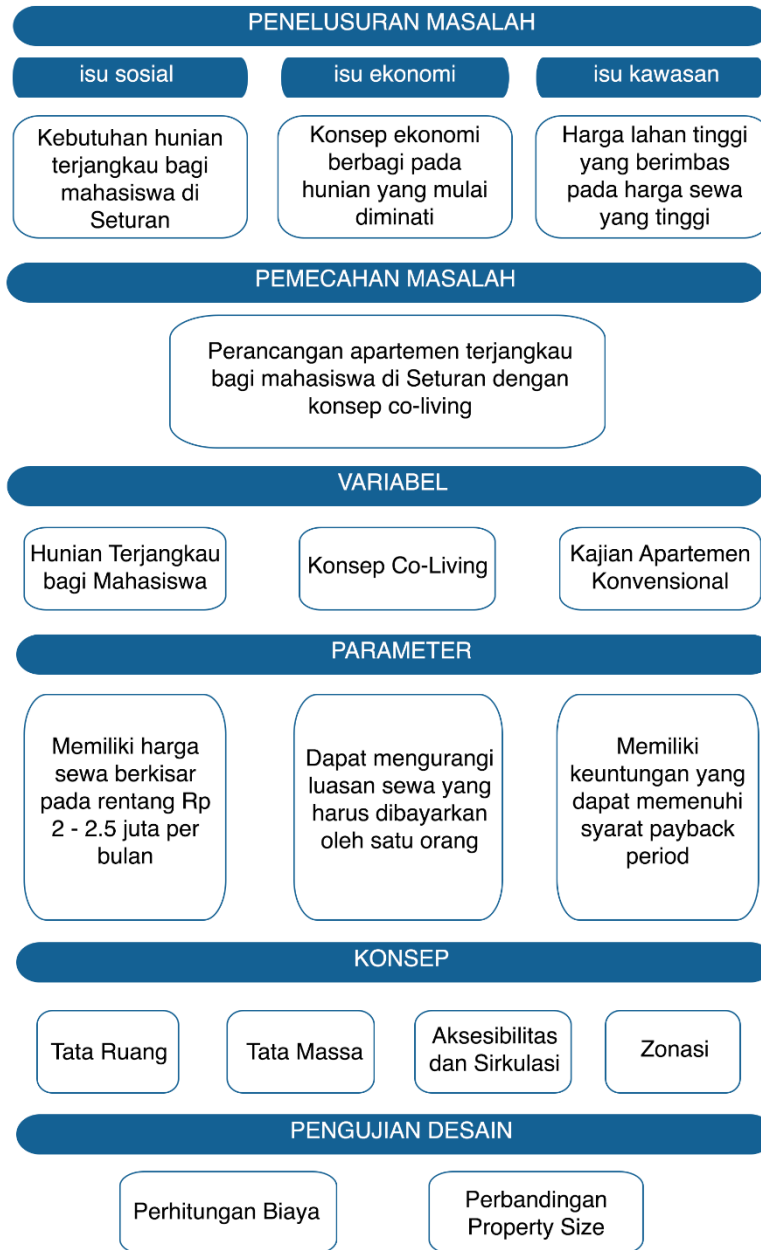 PENELUSURAN MASALAH
isu sosial
isu ekonomi
isu kawasan
Kebutuhan hunian
terjangkau bagi
mahasiswa di
Seturan
Konsep ekonomi
berbagi pada
hunian yang mulai
diminati
Harga lahan tinggi
yang berimbas
pada harga sewa
yang tinggi
PEMECAHAN MASALAH
Perancangan apartemen terjangkau
bagi mahasiswa di Seturan dengan
konsep co-living
VARIABEL
Hunian Terjangkau
bagi Mahasiswa
Konsep Co-Living
Kajian Apartemen
Konvensional
PARAMETER
Memiliki harga
sewa berkisar
pada rentang Rp
2 - 2.5 juta per
bulan
Dapat mengurangi
luasan sewa yang
harus dibayarkan
oleh satu orang
Memiliki
keuntungan yang
dapat memenuhi
syarat payback
period
KONSEP
Tata Ruang
Tata Massa
Aksesibilitas
dan Sirkulasi
Zonasi
PENGUJIAN DESAIN
Perhitungan Biaya
Perbandingan
Property Size